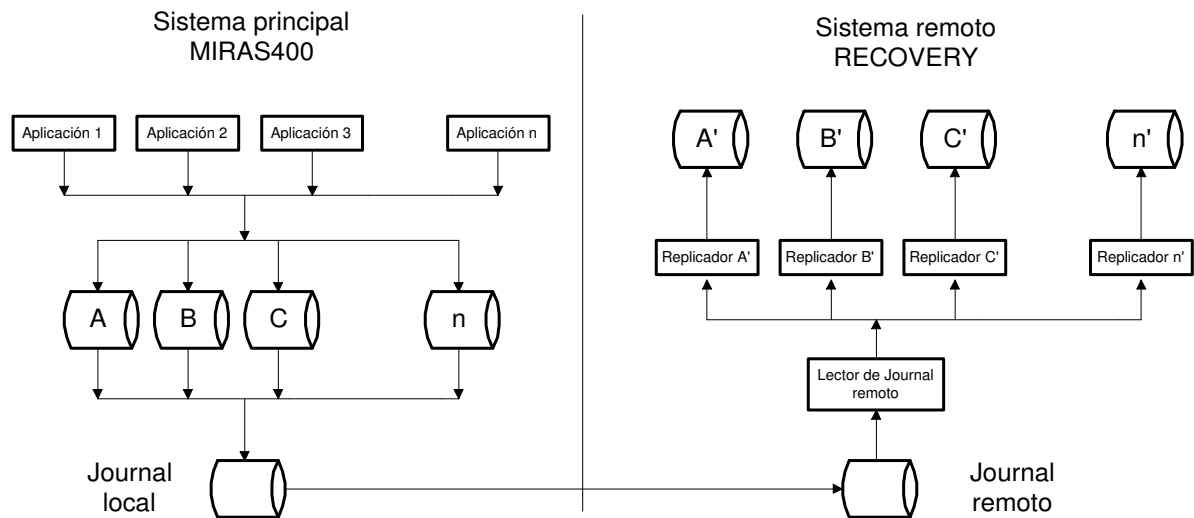 Sistema principal
MIRAS400
Aplicación 1
Aplicación 2
Aplicación 3
Aplicación n
A
B
C
n
Journal
local
Sistema remoto
RECOVERY
A'
B'
C'
n'
Replicador A'
Replicador B'
Replicador C'
Replicador n'
Lector de Journal
remoto
Journal
remoto